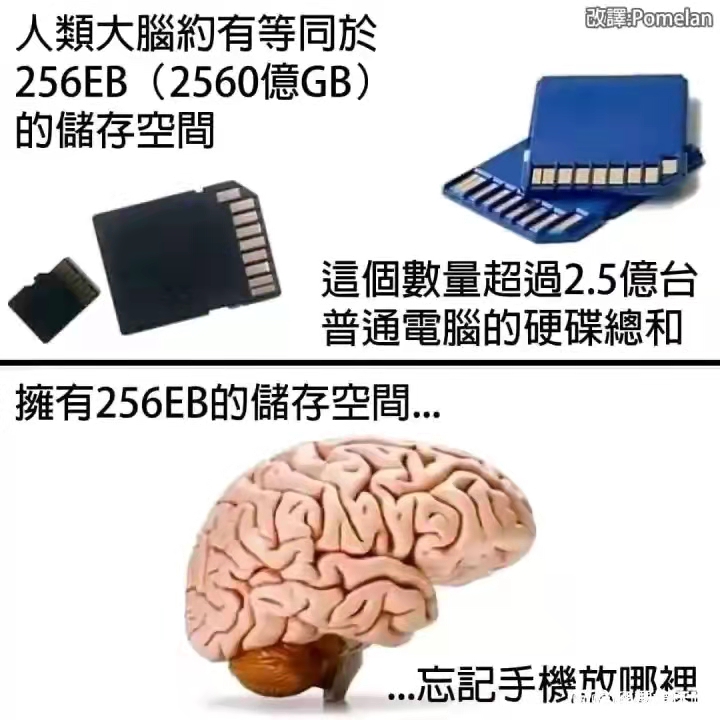 改譯:Pomelan
人類大腦約有等同於
256EB（2560億GB）
的儲存空間
這個數量超過2.5億台
普通電腦的硬碟總和
擁有256EB的儲存空間...
...忘記手機放哪裡